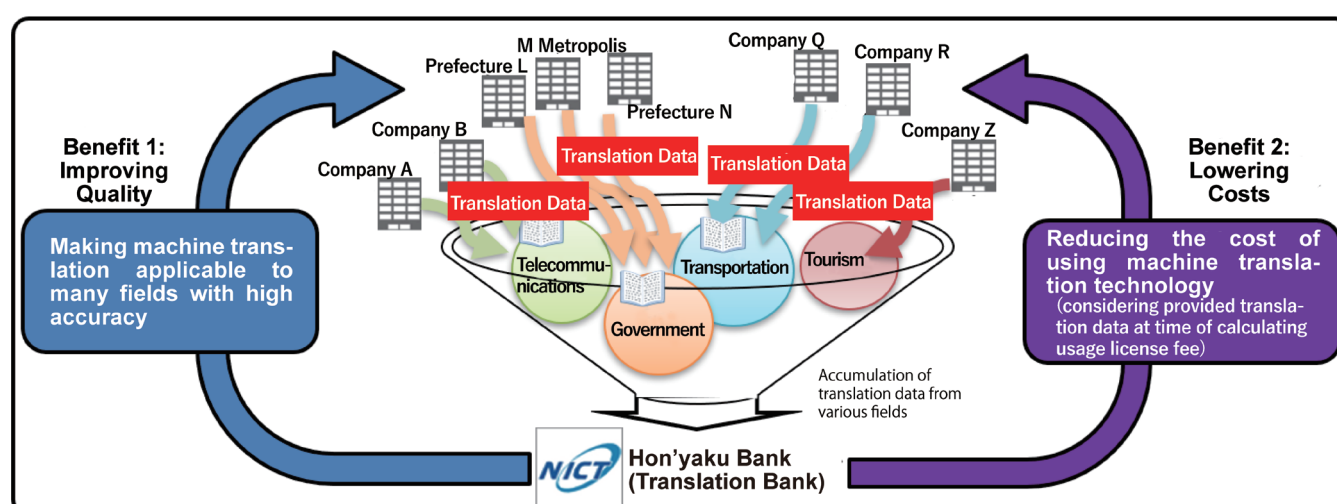 M Metropolis
Prefecture L
Prefecture N
Company Q
Company R
Company B
Company A
Company Z
Benefit 1:
Improving
Quality
Making machine trans-
lation applicable to
many fields with high
accuracy
Translation Data
Translation Data
Translation Data
Translation Data
Telecommu-
nications
Government
Transportation
Tourism
Benefit 2:
Lowering
Costs
Reducing the cost of
using machine transla-
tion technology
(considering provided transla-
tion data at time of calculating
usage license fee)
Accumulation of
translation data from
various fields
NICT
Hon'yaku Bank
(Translation Bank)